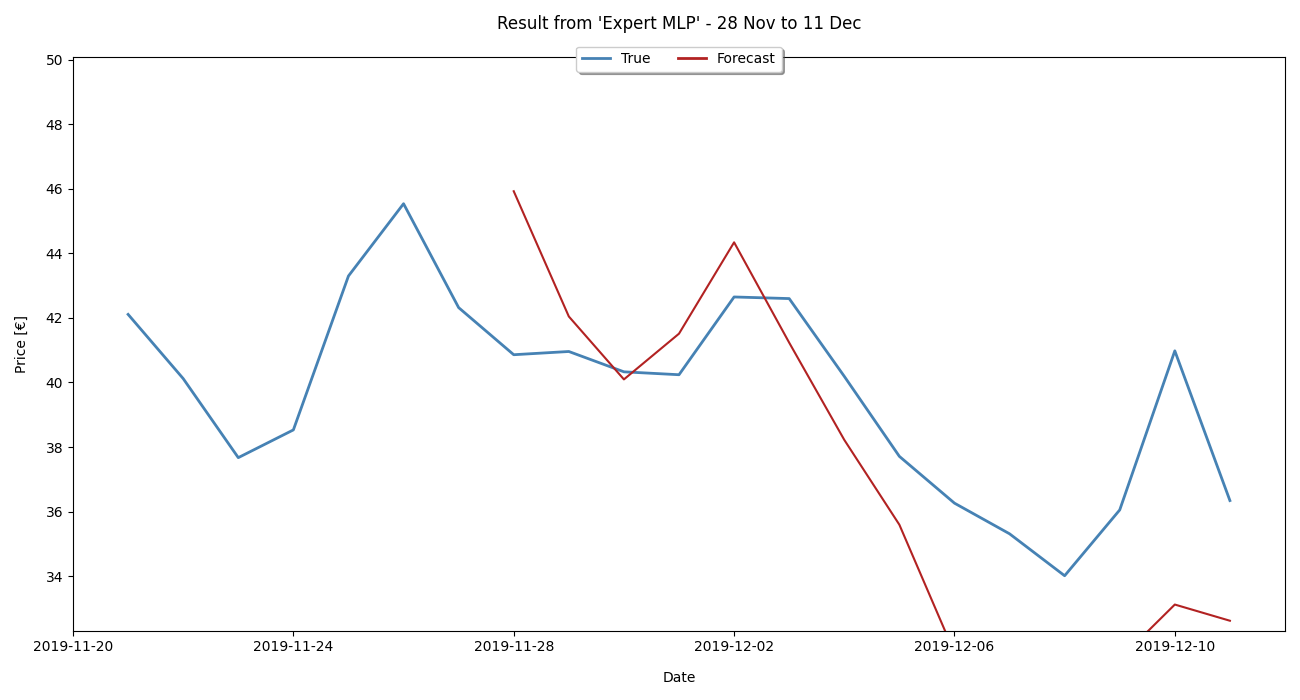 Result from 'Expert MLP' - 28 Nov to 11 Dec
True Forecast
50
48
46
44
42
40
38
36
34
Price [€]
2019-11-20 2019-11-24 2019-11-28 2019-12-02 2019-12-06 2019-12-10
Date